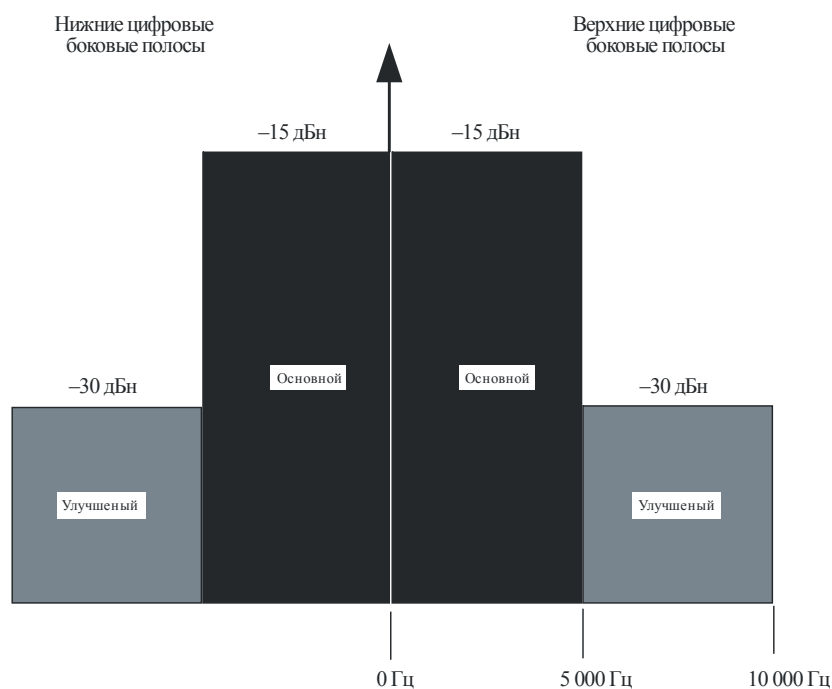 Нижние цифровые
боковые полосы
Верхние цифровые
боковые полосы
–15 дБн
–15 дБн
Основной
Основной
–30 дБн
–30 дБн
Улучшеный
Улучшеный
0 Гц
5 000 Гц
10 000 Гц